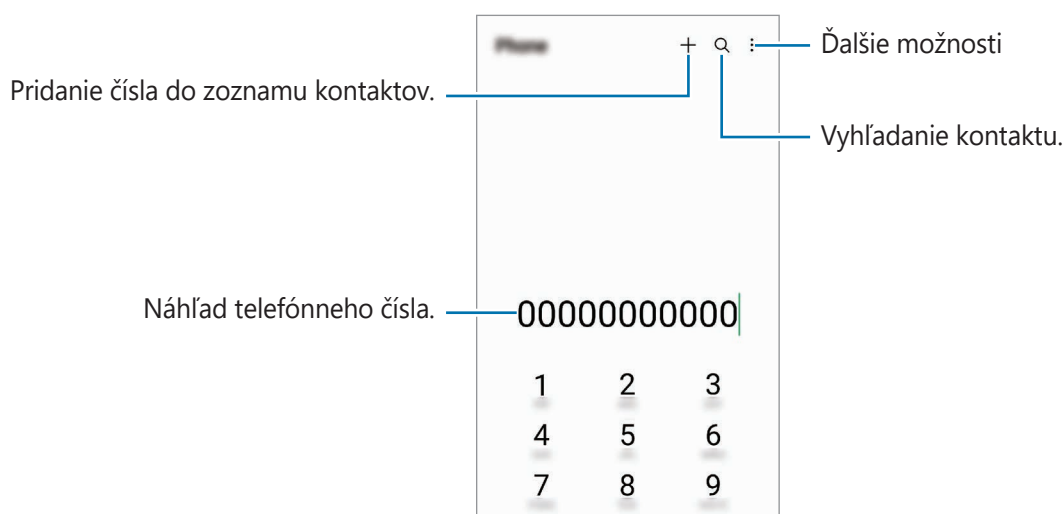 Phone
Ďalšie možnosti
Pridanie čísla do zoznamu kontaktov.
Vyhľadanie kontaktu.
Náhľad telefónneho čísla.
00000000000
1 2 3
4 5 6
7 8 9